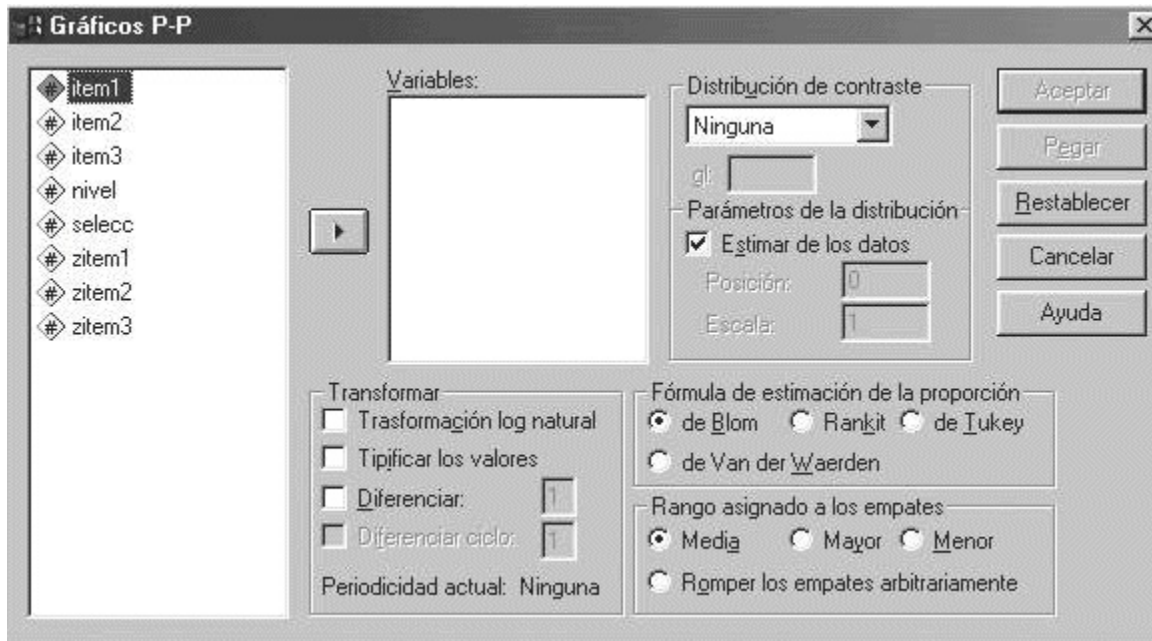 Gráficos P-P
item1
item2
item3
nivel
selecc
zitem1
zitem2
zitem3
Variables:
Distribución de contraste
Ninguna
gl:
Parámetros de la distribución
Estimar de los datos
Posición: 0
Escala: 1
Aceptar
Pegar
Restablecer
Cancelar
Ayuda
Transformar
Trasformación log natural
Tipificar los valores
Diferenciar: 1
Diferenciar ciclo: 1
Periodicidad actual: Ninguna
Fórmula de estimación de la proporción
de Blom Rankit de Tukey
de Van der Waerden
Rango asignado a los empates
Media Mayor Menor
Romper los empates arbitrariamente